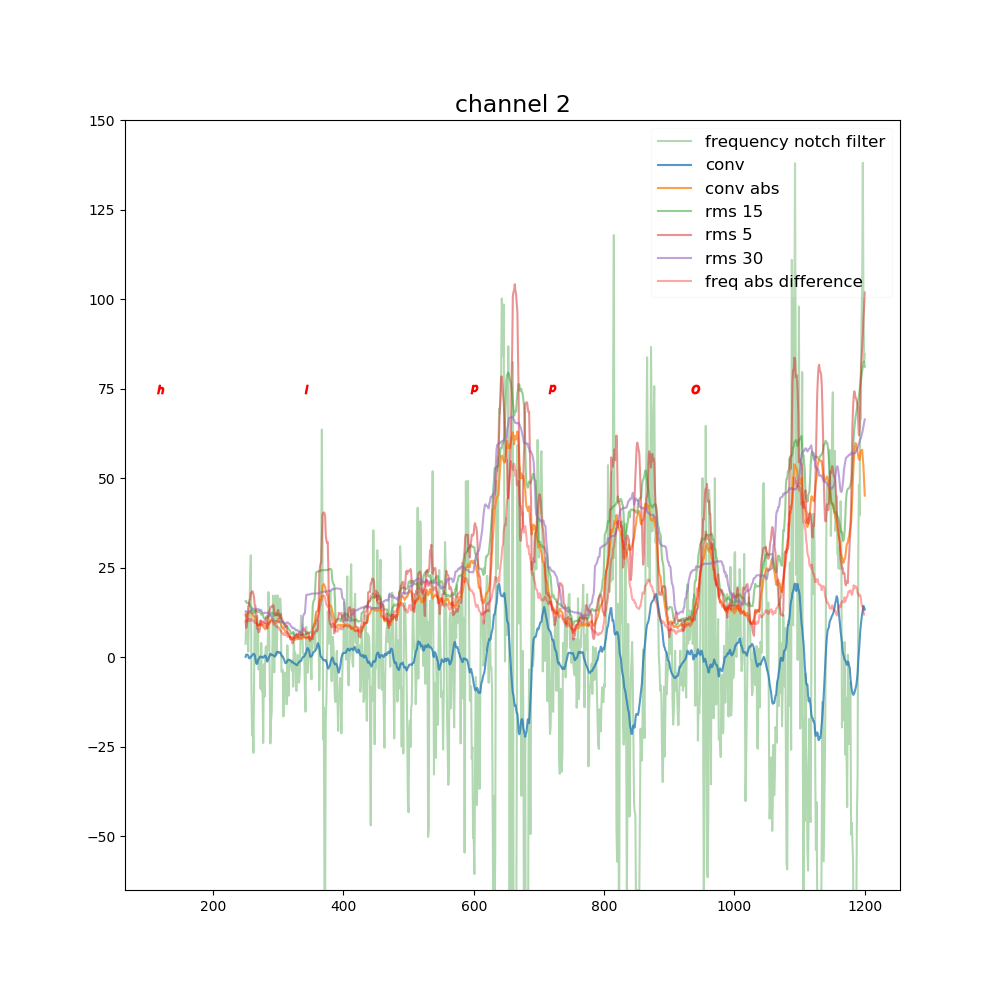 channel 2
150
125
100
75
50
25
0
−25
−50
frequency notch filter
conv
conv abs
rms 15
rms 5
rms 30
freq abs difference
h l p p O
200 400 600 800 1000 1200